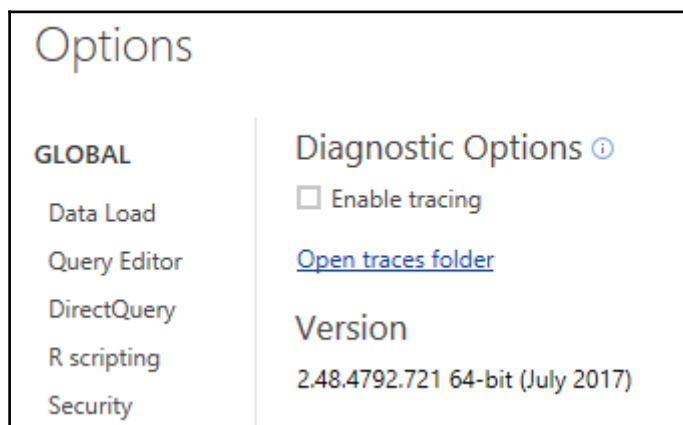 Options
GLOBAL
Data Load
Query Editor
DirectQuery
R scripting
Security
Diagnostic Options
Enable tracing
Open traces folder
Version
2.48.4792.721 64-bit (July 2017)